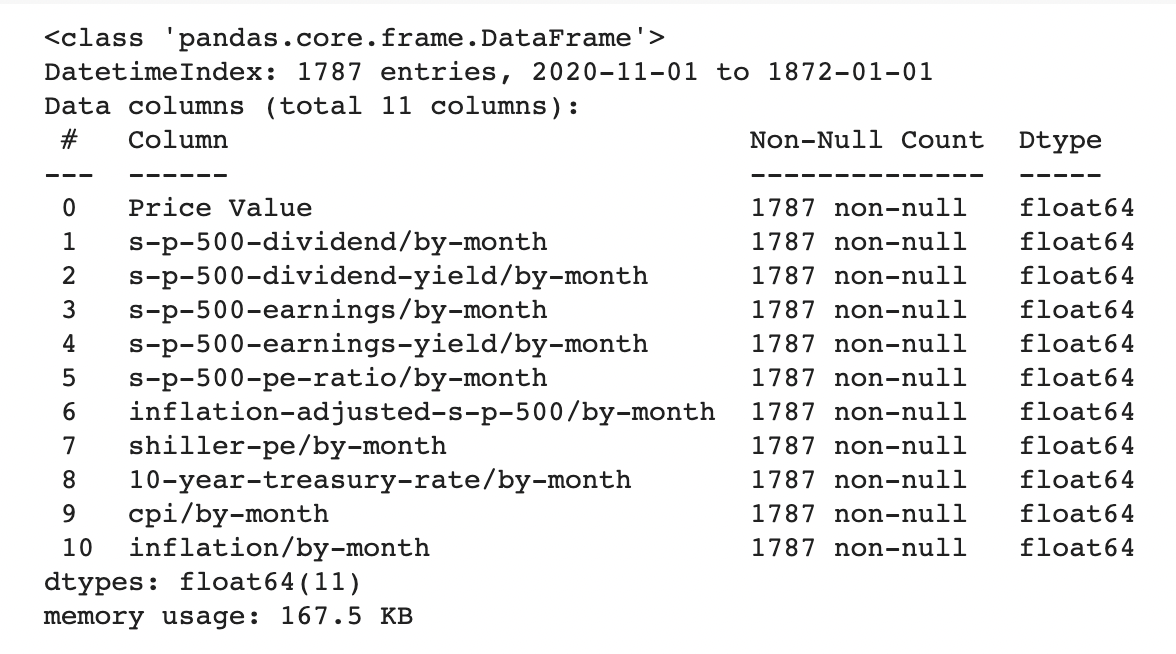 <class 'pandas.core.frame.DataFrame'>
DatetimeIndex: 1787 entries, 2020-11-01 to 1872-01-01
Data columns (total 11 columns):
 #   Column                               Non-Null Count  Dtype
---  ------                               --------------  -----
 0   Price Value                          1787 non-null   float64
 1   s-p-500-dividend/by-month            1787 non-null   float64
 2   s-p-500-dividend-yield/by-month      1787 non-null   float64
 3   s-p-500-earnings/by-month            1787 non-null   float64
 4   s-p-500-earnings-yield/by-month      1787 non-null   float64
 5   s-p-500-pe-ratio/by-month            1787 non-null   float64
 6   inflation-adjusted-s-p-500/by-month  1787 non-null   float64
 7   shiller-pe/by-month                  1787 non-null   float64
 8   10-year-treasury-rate/by-month       1787 non-null   float64
 9   cpi/by-month                         1787 non-null   float64
 10  inflation/by-month                   1787 non-null   float64
dtypes: float64(11)
memory usage: 167.5 KB